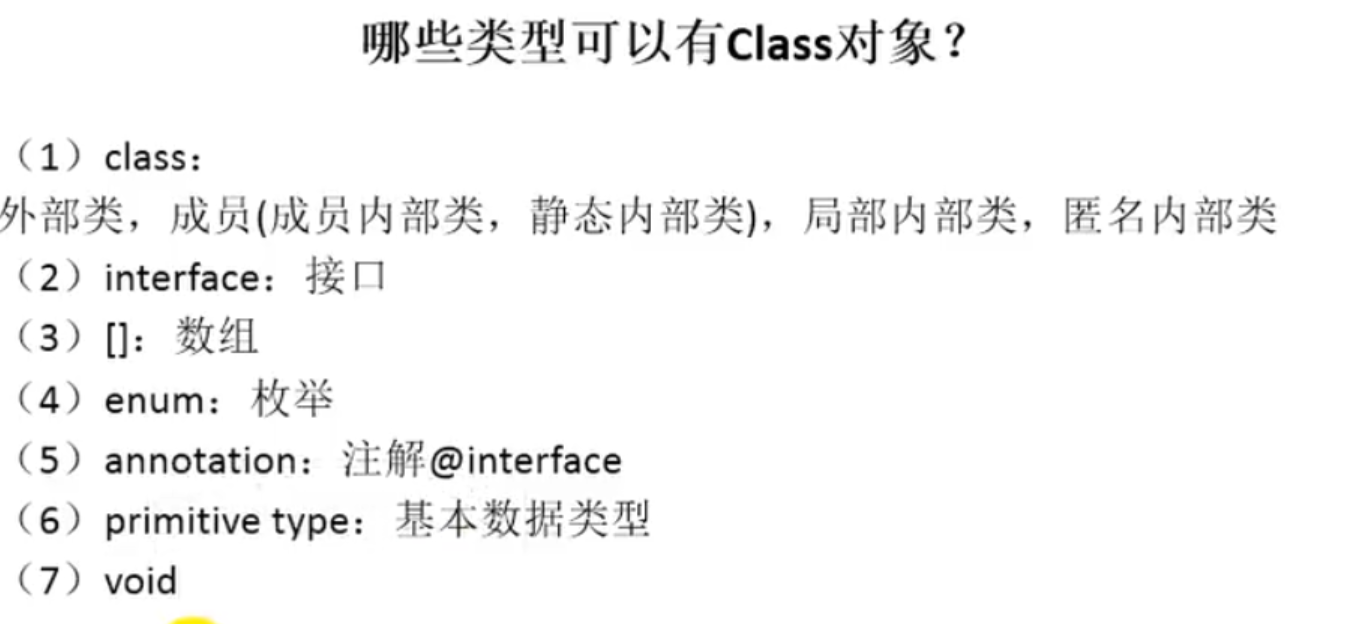 哪些类型可以有Class对象？
（1）class：
外部类，成员(成员内部类，静态内部类)，局部内部类，匿名内部类
（2）interface：接口
（3）[]：数组
（4）enum：枚举
（5）annotation：注解@interface
（6）primitive type：基本数据类型
（7）void